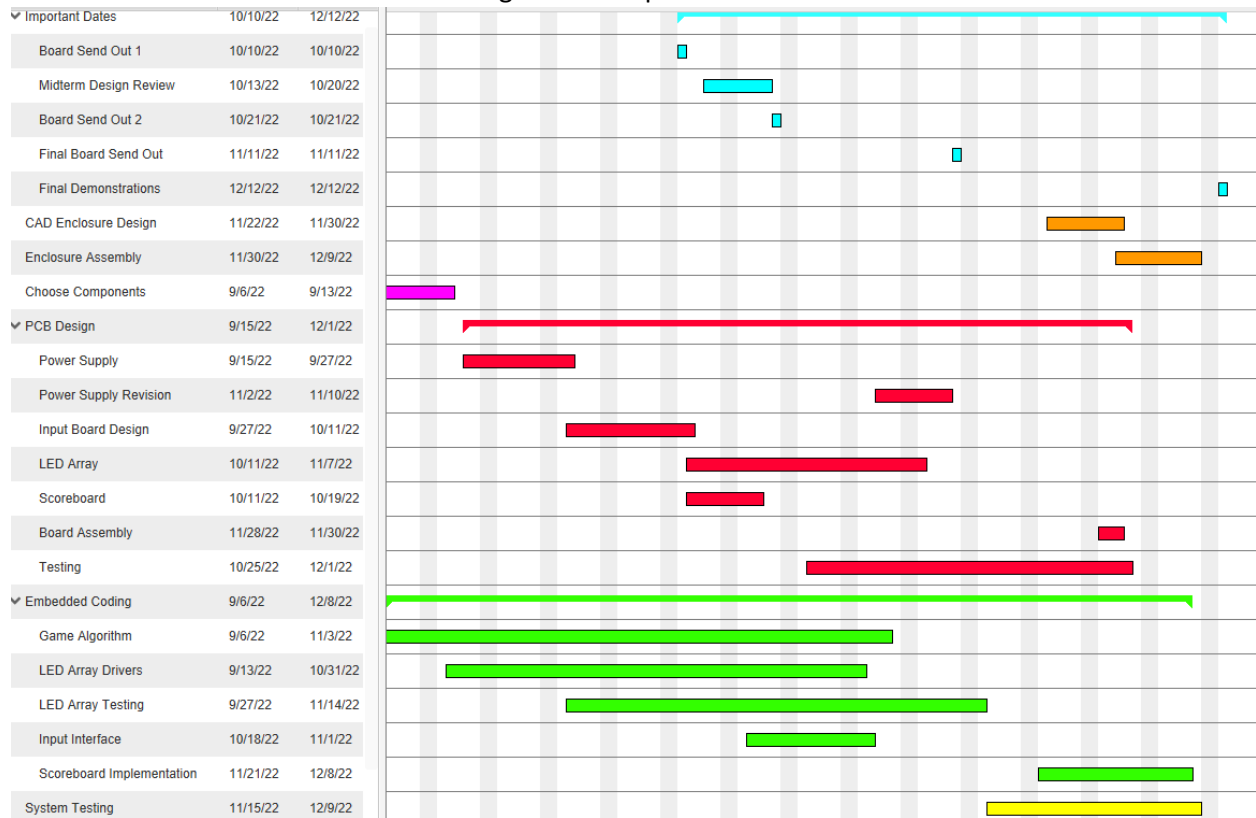 Important Dates 10/10/22 12/12/22
Board Send Out 1 10/10/22 10/10/22
Midterm Design Review 10/13/22 10/20/22
Board Send Out 2 10/21/22 10/21/22
Final Board Send Out 11/11/22 11/11/22
Final Demonstrations 12/12/22 12/12/22
CAD Enclosure Design 11/22/22 11/30/22
Enclosure Assembly 11/30/22 12/9/22
Choose Components 9/6/22 9/13/22
PCB Design 9/15/22 12/1/22
Power Supply 9/15/22 9/27/22
Power Supply Revision 11/2/22 11/10/22
Input Board Design 9/27/22 10/11/22
LED Array 10/11/22 11/7/22
Scoreboard 10/11/22 10/19/22
Board Assembly 11/28/22 11/30/22
Testing 10/25/22 12/1/22
Embedded Coding 9/6/22 12/8/22
Game Algorithm 9/6/22 11/3/22
LED Array Drivers 9/13/22 10/31/22
LED Array Testing 9/27/22 11/14/22
Input Interface 10/18/22 11/1/22
Scoreboard Implementation 11/21/22 12/8/22
System Testing 11/15/22 12/9/22